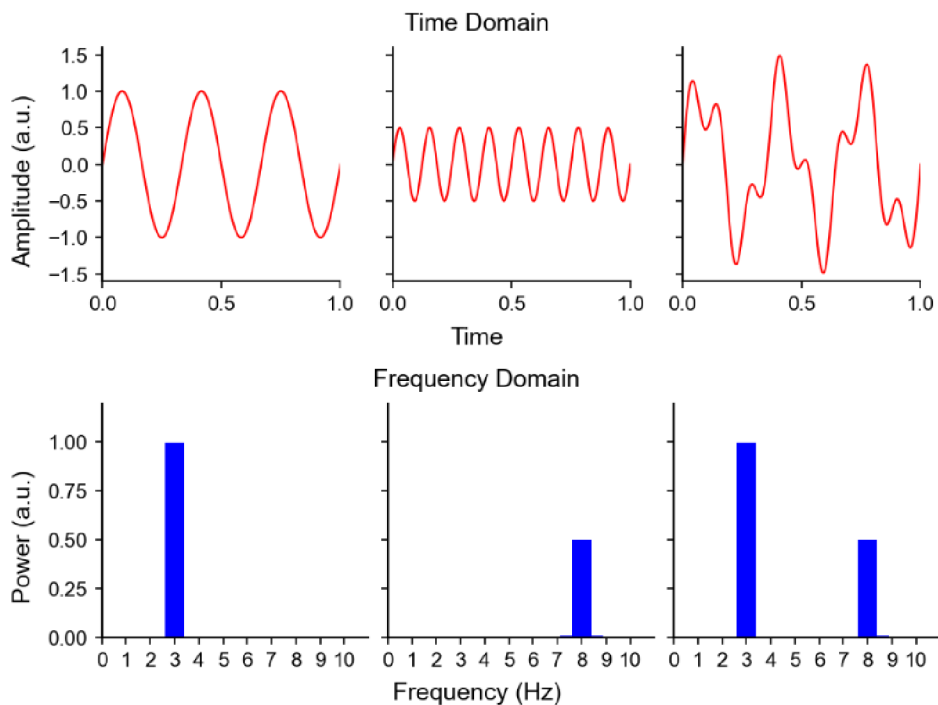 Time Domain
Amplitude (a.u.)
1.5
1.0
0.5
0.0
−0.5
−1.0
−1.5
0.0 0.5 1.0
0.0 0.5 1.0
0.0 0.5 1.0
Time
Frequency Domain
Power (a.u.)
1.00
0.75
0.50
0.25
0.00
0 1 2 3 4 5 6 7 8 9 10
0 1 2 3 4 5 6 7 8 9 10
0 1 2 3 4 5 6 7 8 9 10
Frequency (Hz)